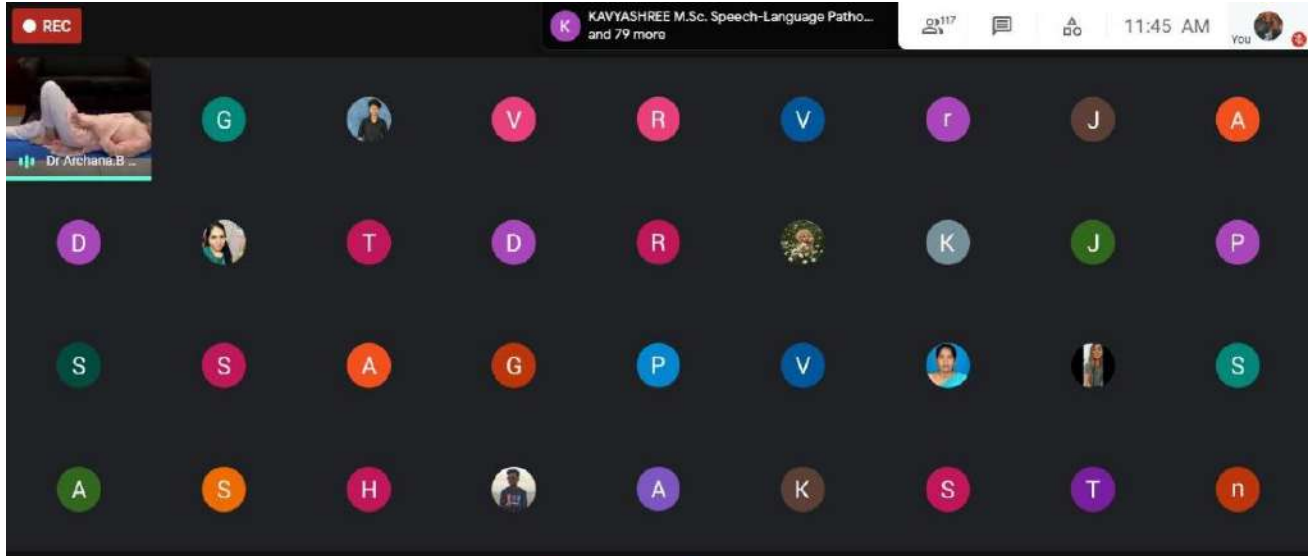 REC
K
KAVYASHREE M.Sc. Speech-Language Patho...
and 79 more
117
11:45 AM
You
Dr Archana.B ...
G
V
R
V
r
J
A
D
T
D
R
K
J
P
S
S
A
G
P
V
S
A
S
H
A
K
S
T
n